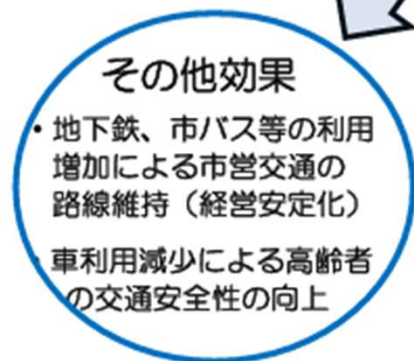 その他効果
・地下鉄、市バス等の利用
増加による市営交通の
路線維持（経営安定化）
・車利用減少による高齢者
の交通安全性の向上